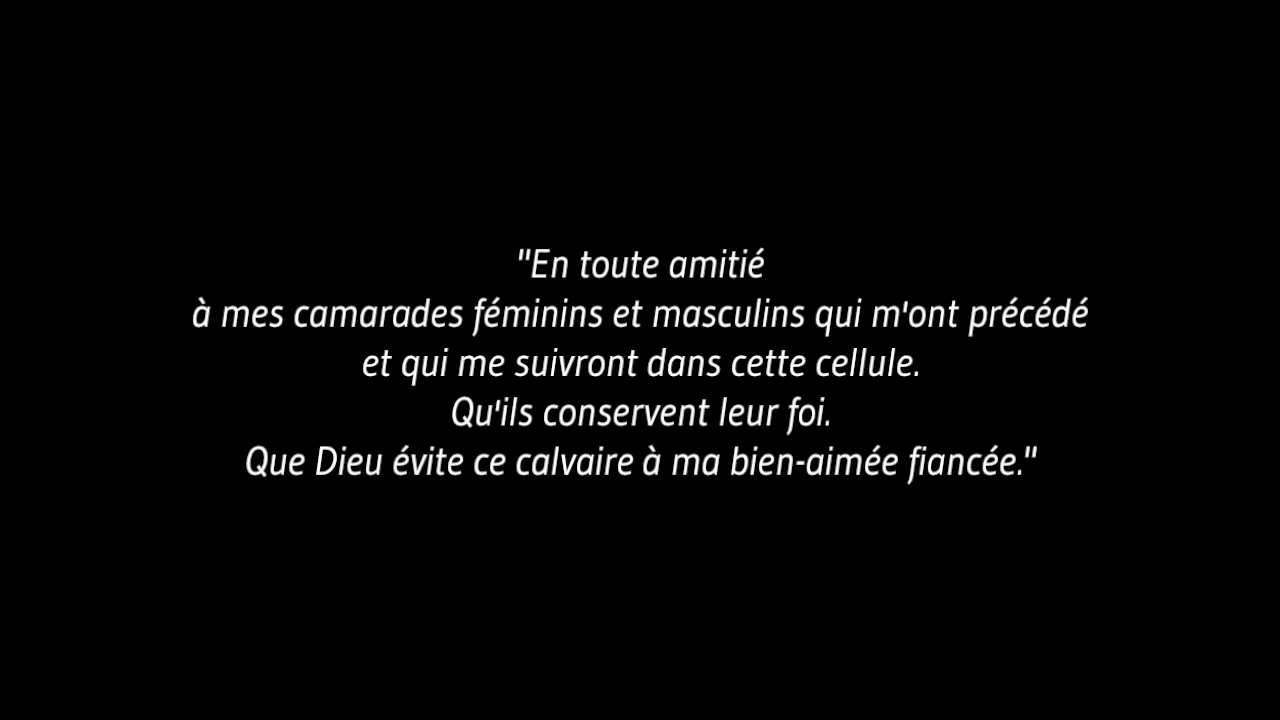 "En toute amitié
à mes camarades féminins et masculins qui m'ont précédé
et qui me suivront dans cette cellule.
Qu'ils conservent leur foi.
Que Dieu évite ce calvaire à ma bien-aimée fiancée."